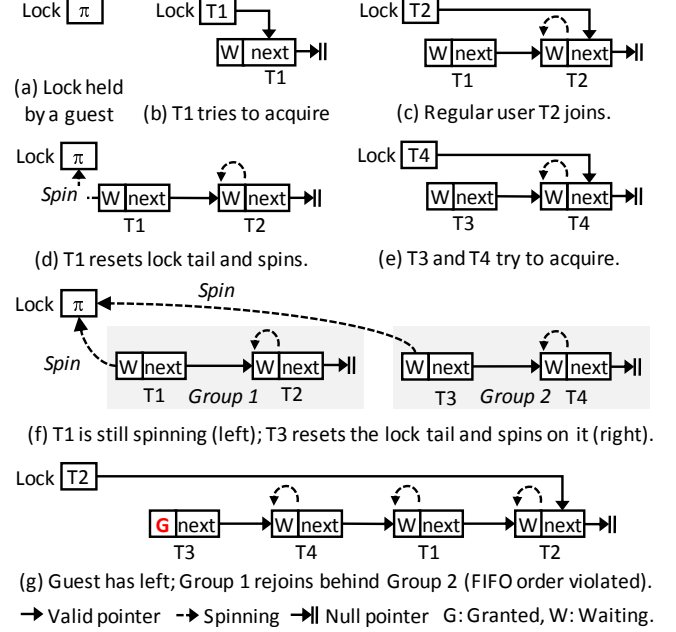 Lock π
Lock T1
Lock T2
W next
T1
W next
T1
W next
T2
(a) Lock held
by a guest
(b) T1 tries to acquire
(c) Regular user T2 joins.
Lock π
Spin
W next
T1
W next
T2
Lock T4
W next
T3
W next
T4
(d) T1 resets lock tail and spins.
(e) T3 and T4 try to acquire.
Lock π
Spin
Spin
W next
T1
Group 1
W next
T2
W next
T3
Group 2
W next
T4
(f) T1 is still spinning (left); T3 resets the lock tail and spins on it (right).
Lock T2
G next
T3
W next
T4
W next
T1
W next
T2
(g) Guest has left; Group 1 rejoins behind Group 2 (FIFO order violated).
Valid pointer Spinning Null pointer G: Granted, W: Waiting.